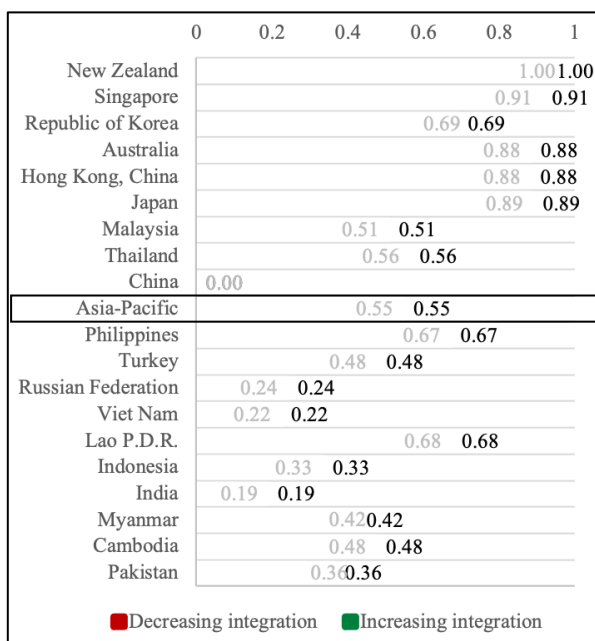 0 0.2 0.4 0.6 0.8 1
New Zealand 1.00 1.00
Singapore 0.91 0.91
Republic of Korea 0.69 0.69
Australia 0.88 0.88
Hong Kong, China 0.88 0.88
Japan 0.89 0.89
Malaysia 0.51 0.51
Thailand 0.56 0.56
China 0.00
Asia-Pacific 0.55 0.55
Philippines 0.67 0.67
Turkey 0.48 0.48
Russian Federation 0.24 0.24
Viet Nam 0.22 0.22
Lao P.D.R. 0.68 0.68
Indonesia 0.33 0.33
India 0.19 0.19
Myanmar 0.42 0.42
Cambodia 0.48 0.48
Pakistan 0.36 0.36
Decreasing integration Increasing integration